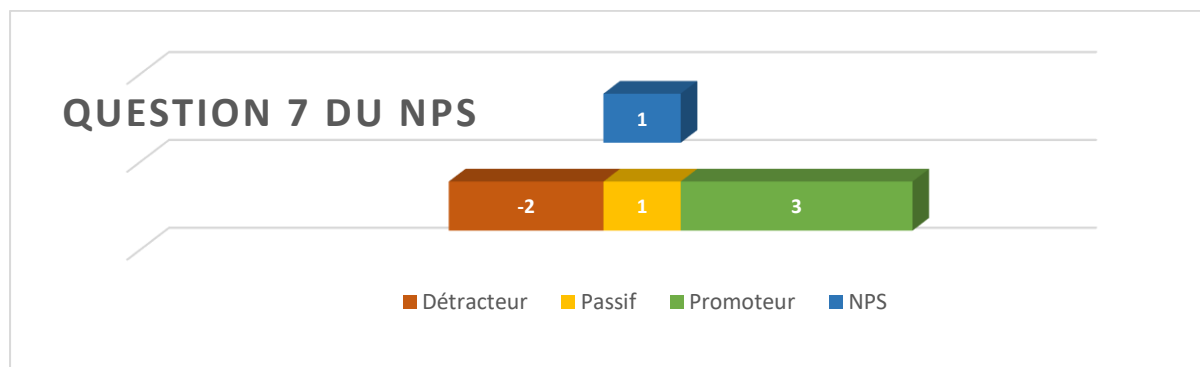 QUESTION 7 DU NPS
1
-2 1 3
Détracteur Passif Promoteur NPS